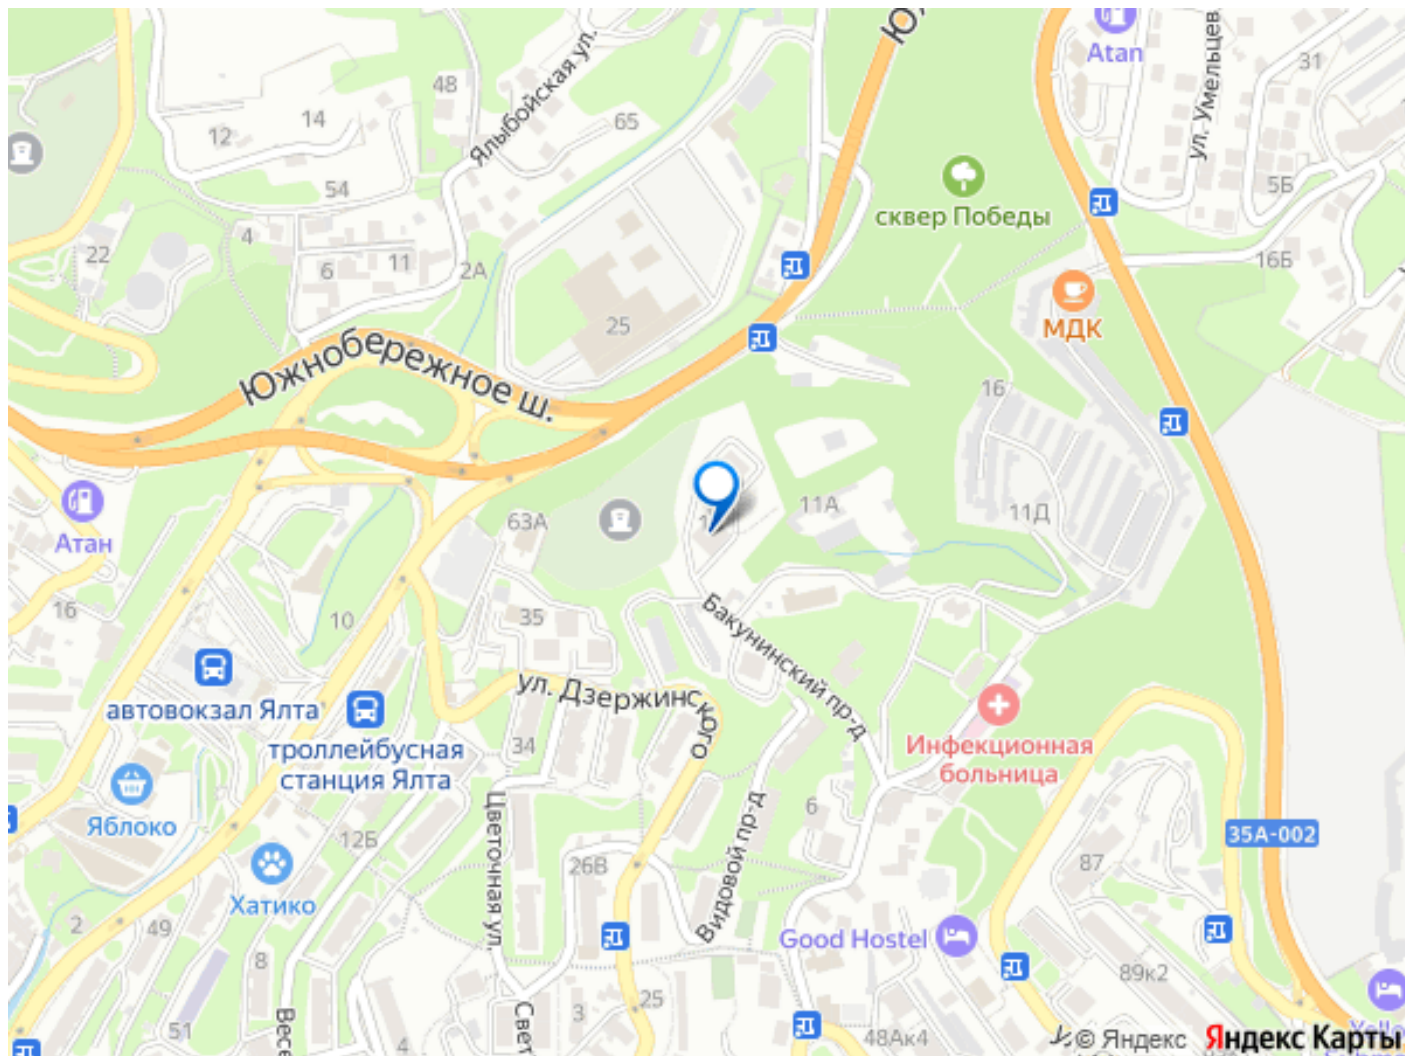 Atan
ул. Умельцев
31
48
Ялыбойская ул.
14
12
65
54
5Б
сквер Победы
4
22
11
6
2А
16Б
25
МДК
Южнобережное ш.
16
11А
11Д
63А
Атан
16
10
35
Бакунинский пр-д
ул. Дзержинского
автовокзал Ялта
троллейбусная
станция Ялта
34
Инфекционная
больница
Яблоко
12Б
Цветочная ул.
6
Видовой пр-д
35А-002
87
26В
Хатико
2
49
8
Good Hostel
89к2
25
3
51
4
48Ак4
© Яндекс
Яндекс Карты